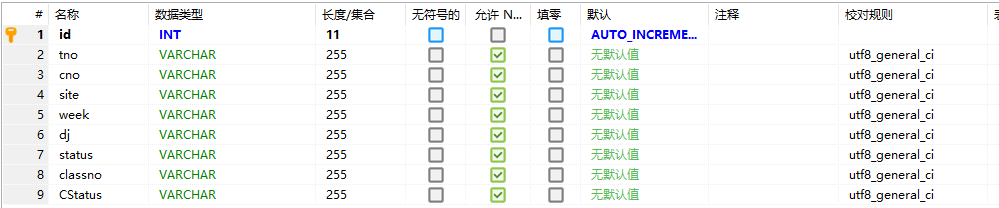 # 名称 数据类型 长度/集合 无符号的 允许 N... 填零 默认 注释 校对规则
1 id INT 11 AUTO_INCREME...
2 tno VARCHAR 255 无默认值 utf8_general_ci
3 cno VARCHAR 255 无默认值 utf8_general_ci
4 site VARCHAR 255 无默认值 utf8_general_ci
5 week VARCHAR 255 无默认值 utf8_general_ci
6 dj VARCHAR 255 无默认值 utf8_general_ci
7 status VARCHAR 255 无默认值 utf8_general_ci
8 classno VARCHAR 255 无默认值 utf8_general_ci
9 CStatus VARCHAR 255 无默认值 utf8_general_ci